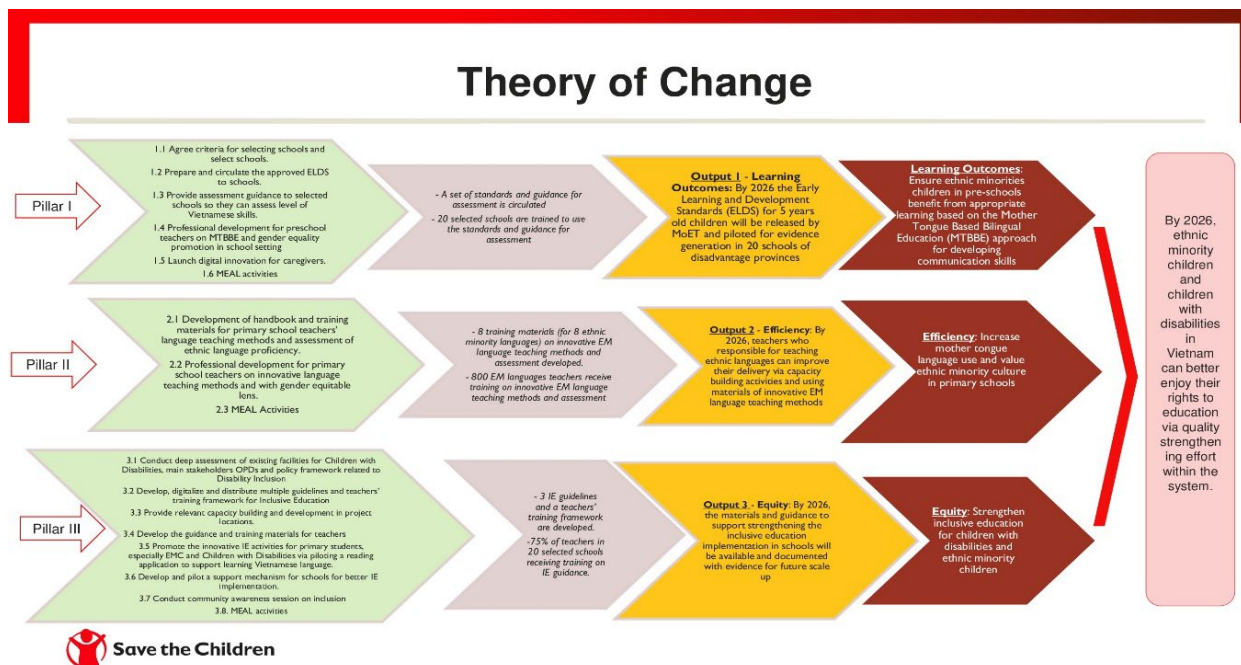 Theory of Change
Pillar I
1.1 Agree criteria for selecting schools and
select schools.
1.2 Prepare and circulate the approved ELDS
to schools.
1.3 Provide assessment guidance to selected
schools so they can assess level of
Vietnamese skills.
1.4 Professional development for preschool
teachers on MTBBE and gender equality
promotion in school setting
1.5 Launch digital innovation for caregivers.
1.6 MEAL activities
- A set of standards and guidance for
assessment is circulated
- 20 selected schools are trained to use
the standards and guidance for
assessment
Output 1 - Learning
Outcomes: By 2026 the Early
Learning and Development
Standards (ELDS) for 5 years
old children will be released by
MoET and piloted for evidence
generation in 20 schools of
disadvantage provinces
Learning Outcomes:
Ensure ethnic minorities
children in pre-schools
benefit from appropriate
learning based on the Mother
Tongue Based Bilingual
Education (MTBBE) approach
for developing
communication skills
Pillar II
2.1 Development of handbook and training
materials for primary school teachers'
language teaching methods and assessment of
ethnic language proficiency.
2.2 Professional development for primary
school teachers on innovative language
teaching methods and with gender equitable
lens.
2.3 MEAL Activities
- 8 training materials (for 8 ethnic
minority languages) on innovative EM
language teaching methods and
assessment developed.
- 800 EM languages teachers receive
training on innovative EM language
teaching methods and assessment
Output 2 - Efficiency: By
2026, teachers who
responsible for teaching
ethnic languages can improve
their delivery via capacity
building activities and using
materials of innovative EM
language teaching methods
Efficiency: Increase
mother tongue
language use and value
ethnic minority culture
in primary schools
Pillar III
3.1 Conduct deep assessment of existing facilities for Children with
Disabilities, main stakeholders OPDs and policy framework related to
Disability Inclusion
3.2 Develop, digitalize and distribute multiple guidelines and teachers'
training framework for Inclusive Education
3.3 Provide relevant capacity building and development in project
locations.
3.4 Develop the guidance and training materials for teachers
3.5 Promote the innovative IE activities for primary students,
especially EMC and Children with Disabilities via piloting a reading
application to support learning Vietnamese language.
3.6 Develop and pilot a support mechanism for schools for better IE
implementation.
3.7 Conduct community awareness session on inclusion
3.8. MEAL activities
- 3 IE guidelines
and a teachers'
training framework
are developed.
-75% of teachers in
20 selected schools
receiving training on
IE guidance.
Output 3 - Equity: By 2026,
the materials and guidance to
support strengthening the
inclusive education
implementation in schools will
be available and documented
with evidence for future scale
up
Equity: Strengthen
inclusive education
for children with
disabilities and
ethnic minority
children
By 2026,
ethnic
minority
children
and
children
with
disabilities
in
Vietnam
can better
enjoy their
rights to
education
via quality
strengthen
ing effort
within the
system.
Save the Children